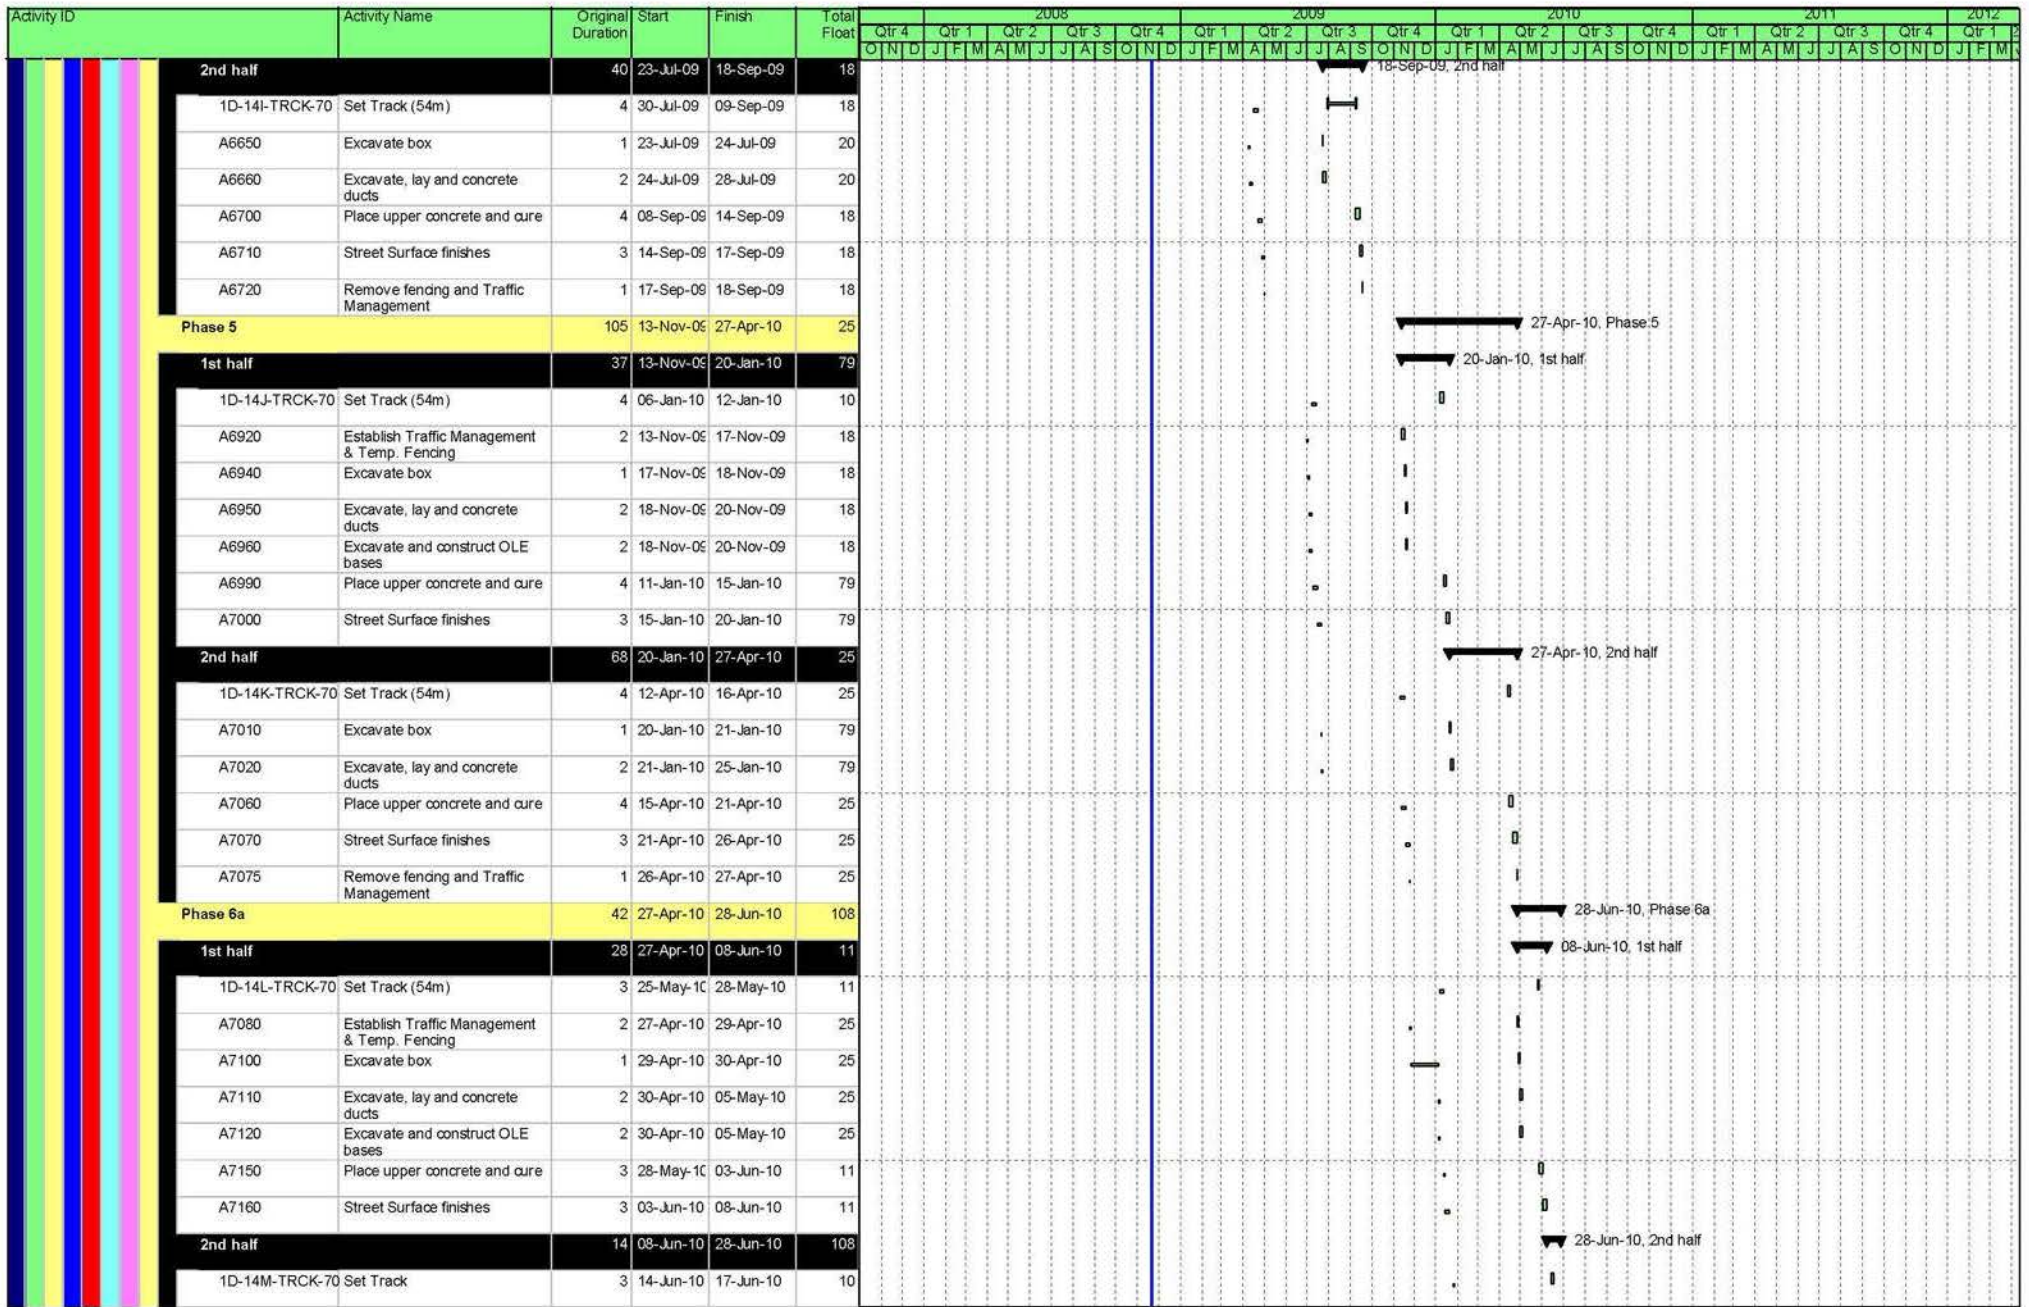 Activity ID Activity Name Original Duration Start Finish Total Float
2008 2009 2010 2011 2012
Qtr 4 Qtr 1 Qtr 2 Qtr 3 Qtr 4 Qtr 1 Qtr 2 Qtr 3 Qtr 4 Qtr 1 Qtr 2 Qtr 3 Qtr 4 Qtr 1 Qtr 2 Qtr 3 Qtr 4 Qtr 1
O N D J F M A M J J A S O N D J F M A M J J A S O N D J F M A M J J A S O N D J F M A M J J A S O N D J F M
2nd half 40 23-Jul-09 18-Sep-09 18 18-Sep-09, 2nd half
1D-14I-TRCK-70 Set Track (54m) 4 30-Jul-09 09-Sep-09 18
A6650 Excavate box 1 23-Jul-09 24-Jul-09 20
A6660 Excavate, lay and concrete ducts 2 24-Jul-09 28-Jul-09 20
A6700 Place upper concrete and cure 4 08-Sep-09 14-Sep-09 18
A6710 Street Surface finishes 3 14-Sep-09 17-Sep-09 18
A6720 Remove fencing and Traffic Management 1 17-Sep-09 18-Sep-09 18
Phase 5 105 13-Nov-09 27-Apr-10 25 27-Apr-10, Phase 5
1st half 37 13-Nov-09 20-Jan-10 79 20-Jan-10, 1st half
1D-14J-TRCK-70 Set Track (54m) 4 06-Jan-10 12-Jan-10 10
A6920 Establish Traffic Management & Temp. Fencing 2 13-Nov-09 17-Nov-09 18
A6940 Excavate box 1 17-Nov-09 18-Nov-09 18
A6950 Excavate, lay and concrete ducts 2 18-Nov-09 20-Nov-09 18
A6960 Excavate and construct OLE bases 2 18-Nov-09 20-Nov-09 18
A6990 Place upper concrete and cure 4 11-Jan-10 15-Jan-10 79
A7000 Street Surface finishes 3 15-Jan-10 20-Jan-10 79
2nd half 68 20-Jan-10 27-Apr-10 25 27-Apr-10, 2nd half
1D-14K-TRCK-70 Set Track (54m) 4 12-Apr-10 16-Apr-10 25
A7010 Excavate box 1 20-Jan-10 21-Jan-10 79
A7020 Excavate, lay and concrete ducts 2 21-Jan-10 25-Jan-10 79
A7060 Place upper concrete and cure 4 15-Apr-10 21-Apr-10 25
A7070 Street Surface finishes 3 21-Apr-10 26-Apr-10 25
A7075 Remove fencing and Traffic Management 1 26-Apr-10 27-Apr-10 25
Phase 6a 42 27-Apr-10 28-Jun-10 108 28-Jun-10, Phase 6a
1st half 28 27-Apr-10 08-Jun-10 11 08-Jun-10, 1st half
1D-14L-TRCK-70 Set Track (54m) 3 25-May-10 28-May-10 11
A7080 Establish Traffic Management & Temp. Fencing 2 27-Apr-10 29-Apr-10 25
A7100 Excavate box 1 29-Apr-10 30-Apr-10 25
A7110 Excavate, lay and concrete ducts 2 30-Apr-10 05-May-10 25
A7120 Excavate and construct OLE bases 2 30-Apr-10 05-May-10 25
A7150 Place upper concrete and cure 3 28-May-10 03-Jun-10 11
A7160 Street Surface finishes 3 03-Jun-10 08-Jun-10 11
2nd half 14 08-Jun-10 28-Jun-10 108 28-Jun-10, 2nd half
1D-14M-TRCK-70 Set Track 3 14-Jun-10 17-Jun-10 10